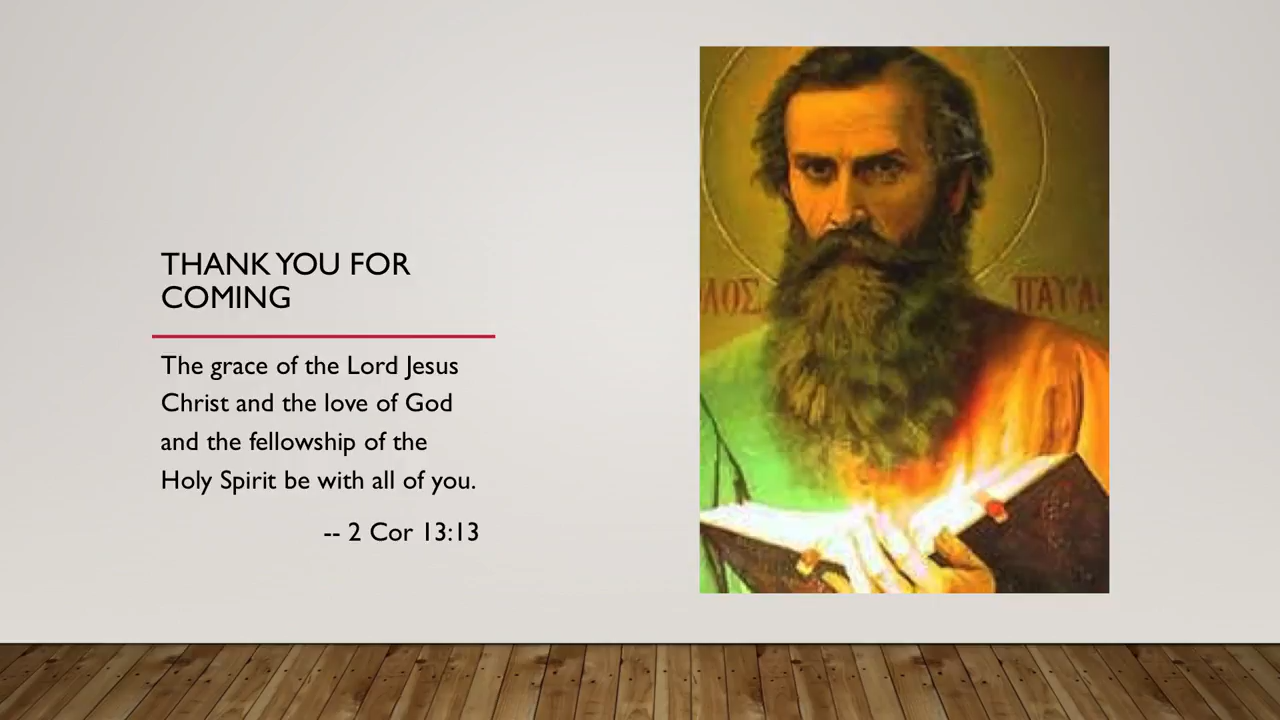 THANK YOU FOR
COMING
The grace of the Lord Jesus
Christ and the love of God
and the fellowship of the
Holy Spirit be with all of you.
-- 2 Cor 13:13
ΛΟΣ ΠΑΥΛΟ